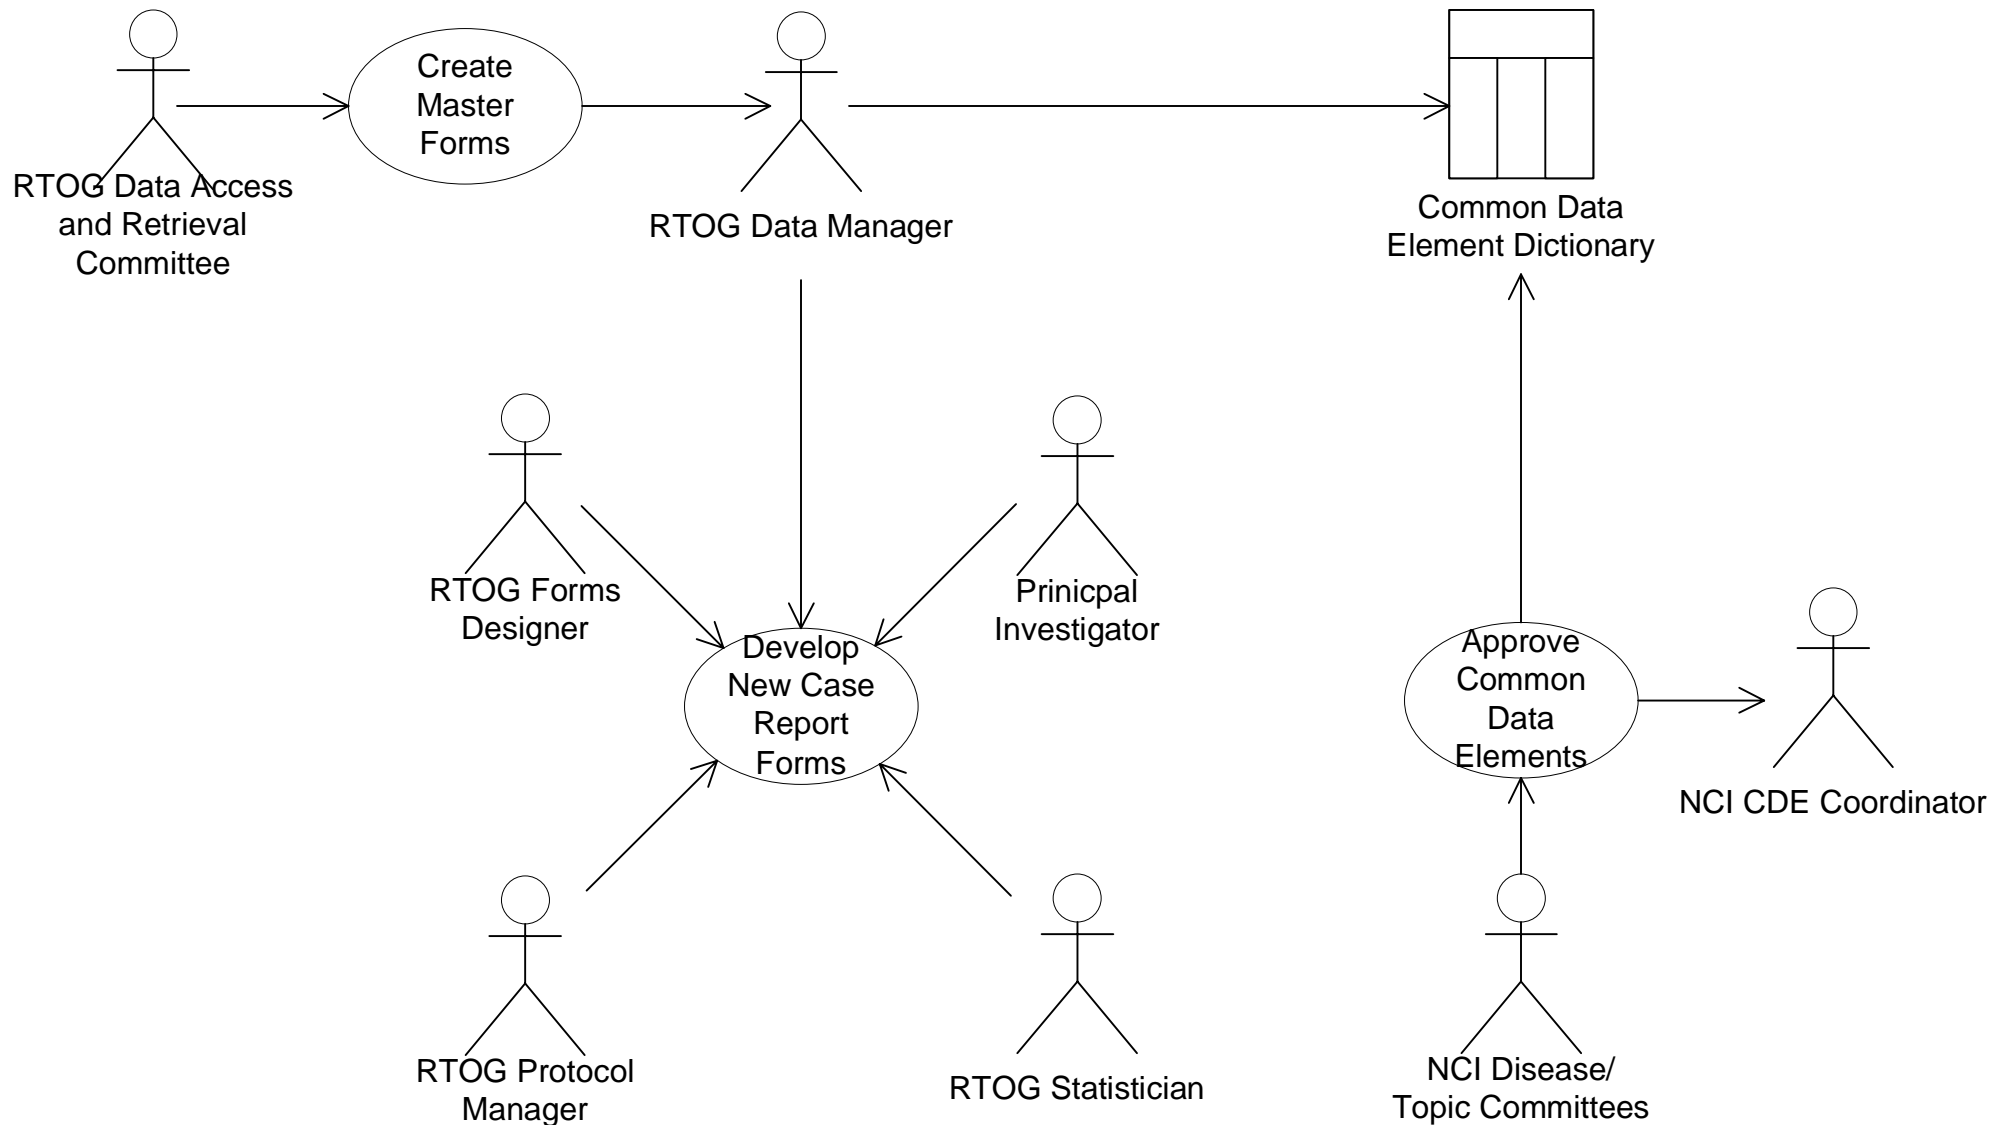 Create
Master
Forms
RTOG Data Access
and Retrieval
Committee
RTOG Data Manager
Common Data
Element Dictionary
RTOG Forms
Designer
Prinicpal
Investigator
Develop
New Case
Report
Forms
Approve
Common
Data
Elements
NCI CDE Coordinator
RTOG Protocol
Manager
RTOG Statistician
NCI Disease/
Topic Committees